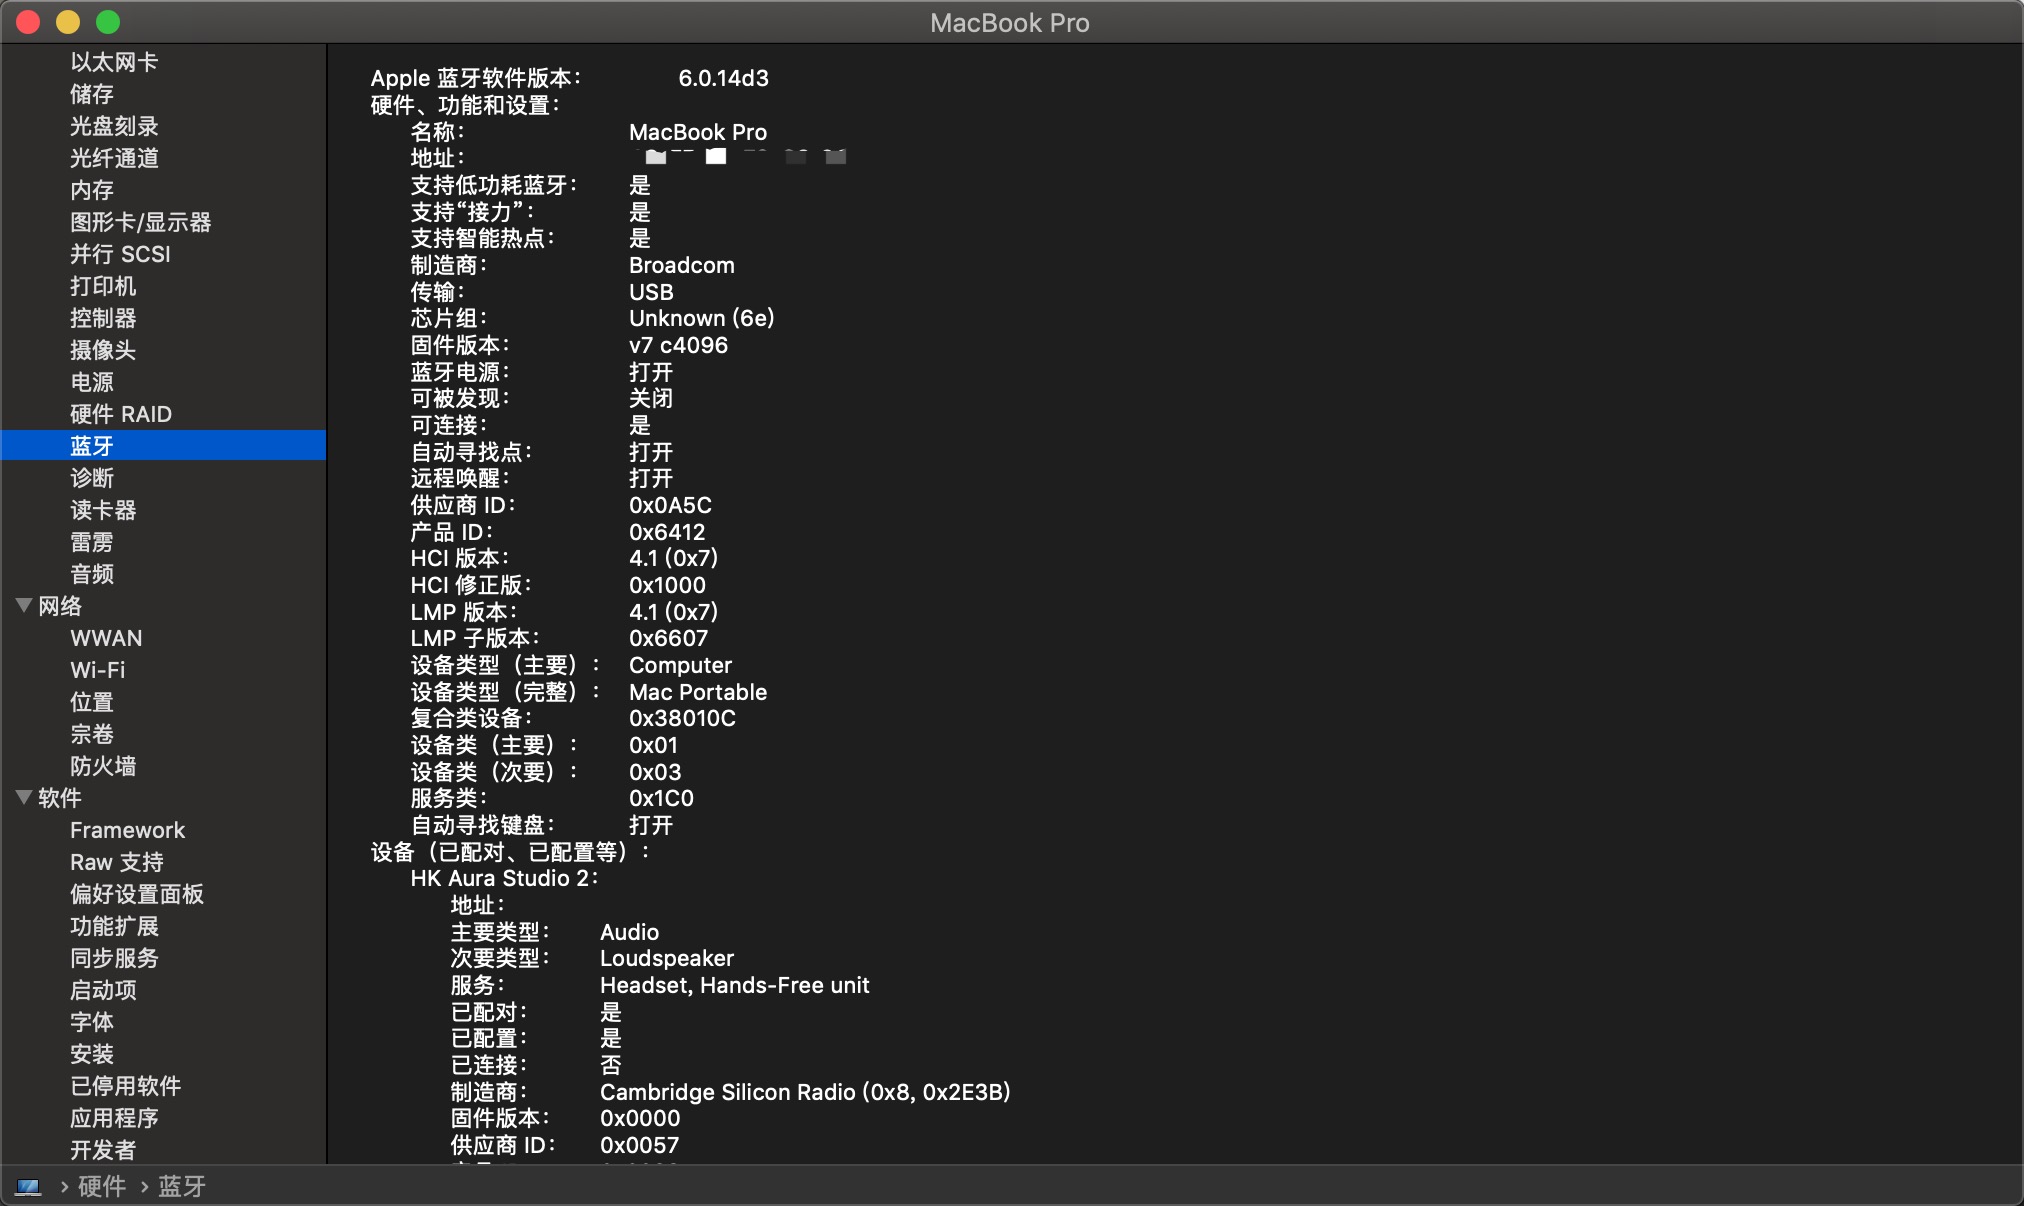 MacBook Pro
以太网卡
储存
光盘刻录
光纤通道
内存
图形卡/显示器
并行 SCSI
打印机
控制器
摄像头
电源
硬件 RAID
蓝牙
诊断
读卡器
雷雳
音频
网络
WWAN
Wi-Fi
位置
宗卷
防火墙
软件
Framework
Raw 支持
偏好设置面板
功能扩展
同步服务
启动项
字体
安装
已停用软件
应用程序
开发者
Apple 蓝牙软件版本： 6.0.14d3
硬件、功能和设置：
名称： MacBook Pro
地址：
支持低功耗蓝牙： 是
支持“接力”： 是
支持智能热点： 是
制造商： Broadcom
传输： USB
芯片组： Unknown (6e)
固件版本： v7 c4096
蓝牙电源： 打开
可被发现： 关闭
可连接： 是
自动寻找点： 打开
远程唤醒： 打开
供应商 ID： 0x0A5C
产品 ID： 0x6412
HCI 版本： 4.1 (0x7)
HCI 修正版： 0x1000
LMP 版本： 4.1 (0x7)
LMP 子版本： 0x6607
设备类型（主要）： Computer
设备类型（完整）： Mac Portable
复合类设备： 0x38010C
设备类（主要）： 0x01
设备类（次要）： 0x03
服务类： 0x1C0
自动寻找键盘： 打开
设备（已配对、已配置等）：
HK Aura Studio 2：
地址：
主要类型： Audio
次要类型： Loudspeaker
服务： Headset, Hands-Free unit
已配对： 是
已配置： 是
已连接： 否
制造商： Cambridge Silicon Radio (0x8, 0x2E3B)
固件版本： 0x0000
供应商 ID： 0x0057
› 硬件 › 蓝牙